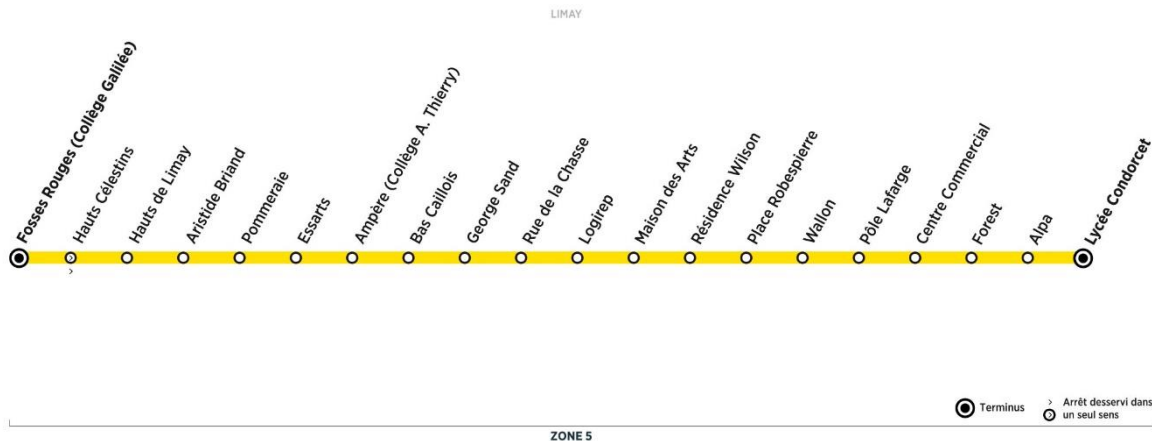 LIMAY
Fosses Rouges (Collège Galilée)
Hauts Célestins
Hauts de Limay
Aristide Briand
Pommeraie
Essarts
Ampère (Collège A. Thierry)
Bas Caillois
George Sand
Rue de la Chasse
Logirep
Maison des Arts
Résidence Wilson
Place Robespierre
Wallon
Pôle Lafarge
Centre Commercial
Forest
Alpa
Lycée Condorcet
Terminus
Arrêt desservi dans
un seul sens
ZONE 5